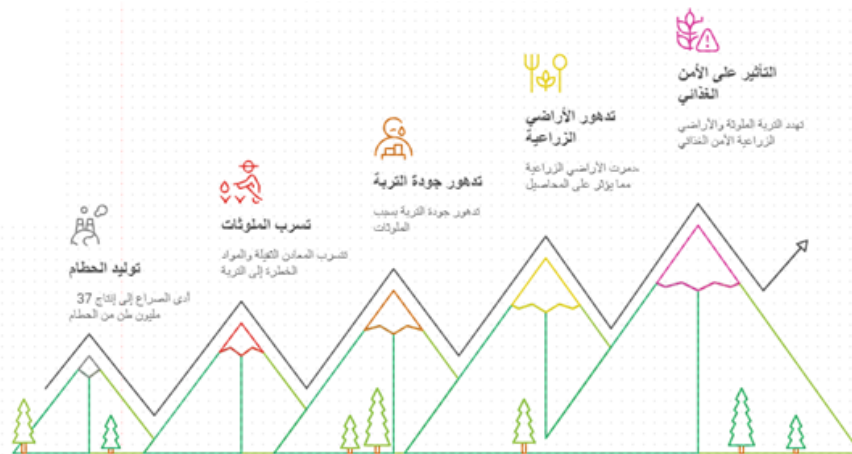 توليد الحطام
أدى الصراع إلى إنتاج 37
مليون طن من الحطام
تسرب الملوثات
تتسرب المعادن الثقيلة والمواد
الخطرة إلى التربة
تدهور جودة التربة
تدهور جودة التربة بسبب
الملوثات
تدهور الأراضي
الزراعية
دمرت الأراضي الزراعية
مما يؤثر على المحاصيل
التأثير على الأمن
الغذائي
تهدد التربة الملوثة والأراضي
الزراعية الأمن الغذائي